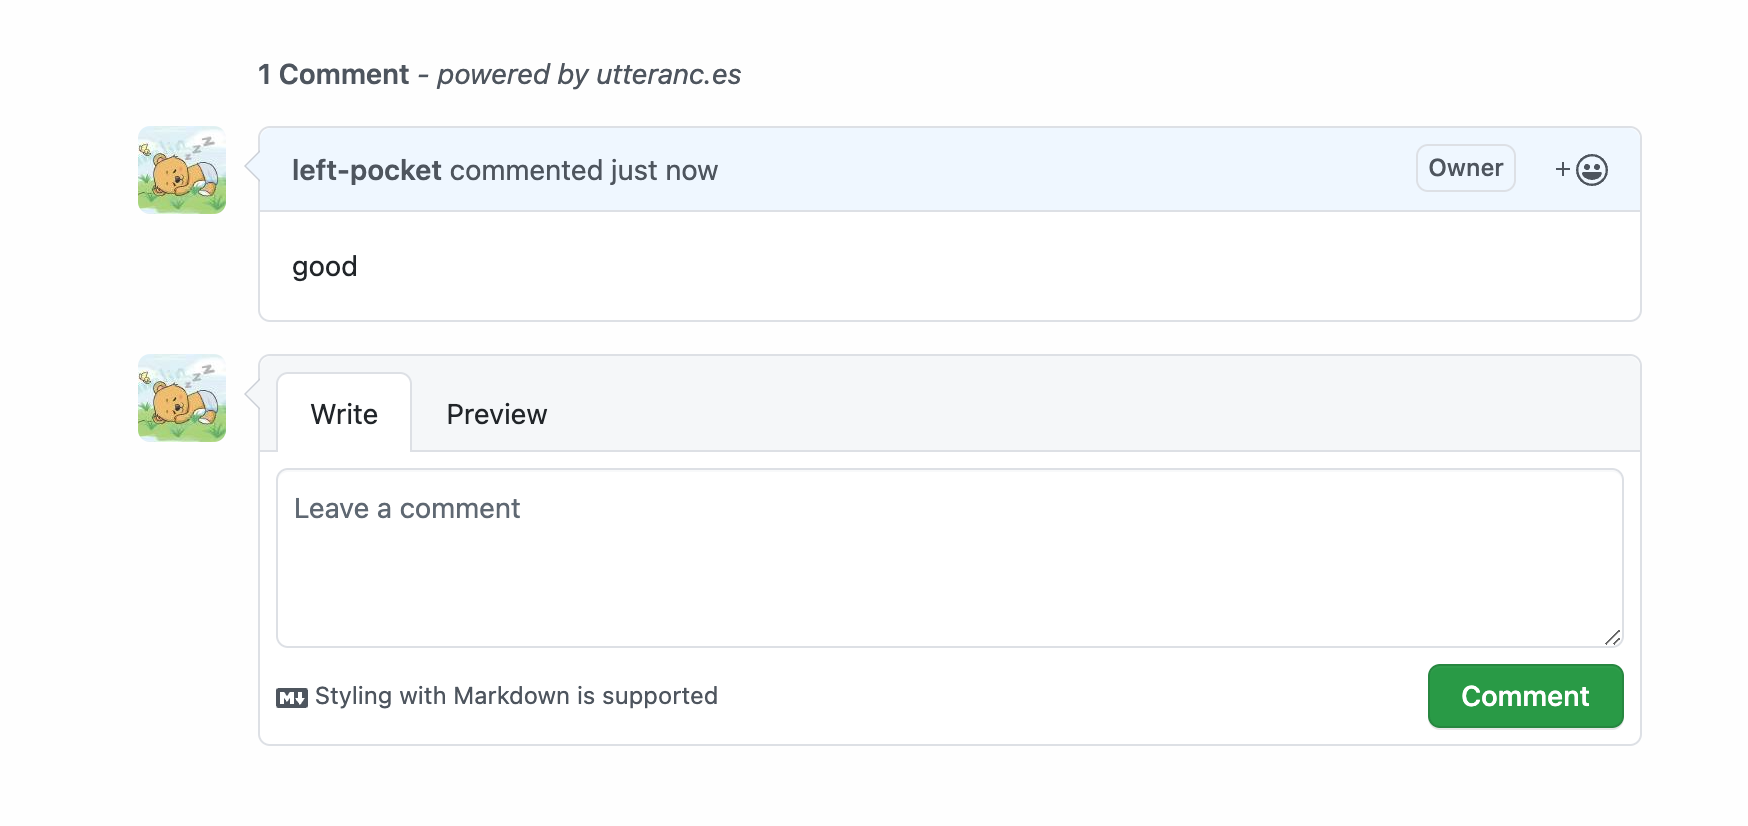 1 Comment - powered by utteranc.es
left-pocket commented just now
Owner
+
good
Write
Preview
Leave a comment
M↓ Styling with Markdown is supported
Comment